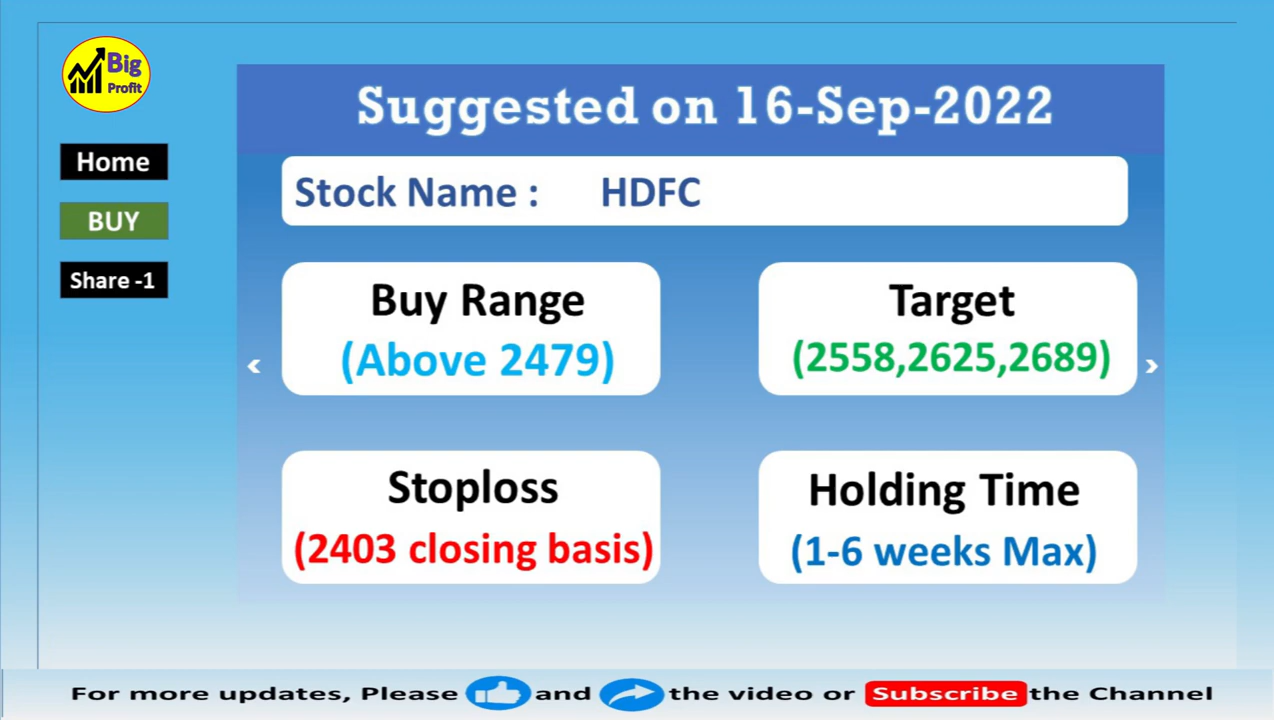 Big
Profit
Suggested on 16-Sep-2022
Home
BUY
Share -1
Stock Name : HDFC
Buy Range
(Above 2479)
Target
(2558,2625,2689)
Stoploss
(2403 closing basis)
Holding Time
(1-6 weeks Max)
For more updates, Please and the video or Subscribe the Channel